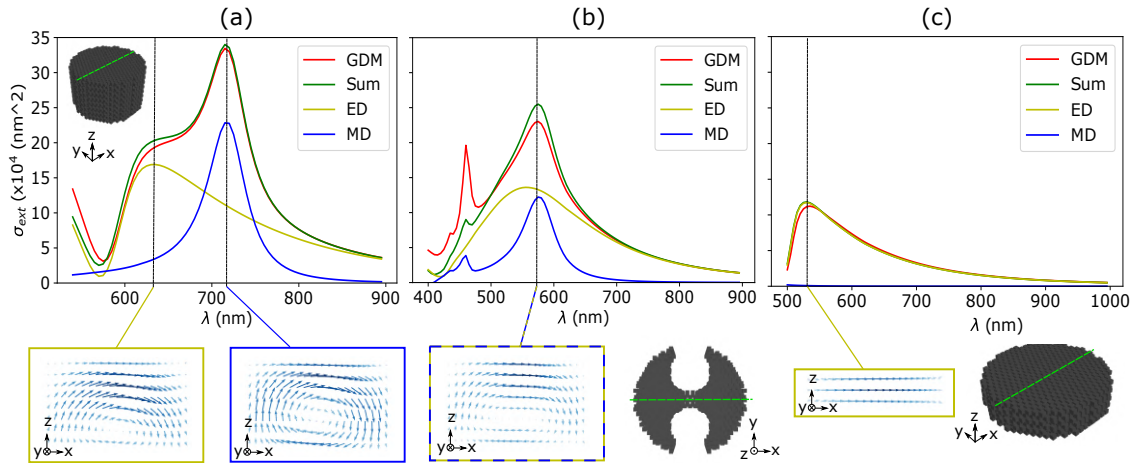 (a) (b) (c)
σext (x10^4 (nm^2)
35
30
25
20
15
10
5
0
GDM
Sum
ED
MD
z
y x
600 700 800 900
λ (nm)
GDM
Sum
ED
MD
400 500 600 700 800 900
λ (nm)
GDM
Sum
ED
MD
500 600 700 800 900 1000
λ (nm)
z
y x
z
y x
z
y x
y
z x
z
y x
z
y x